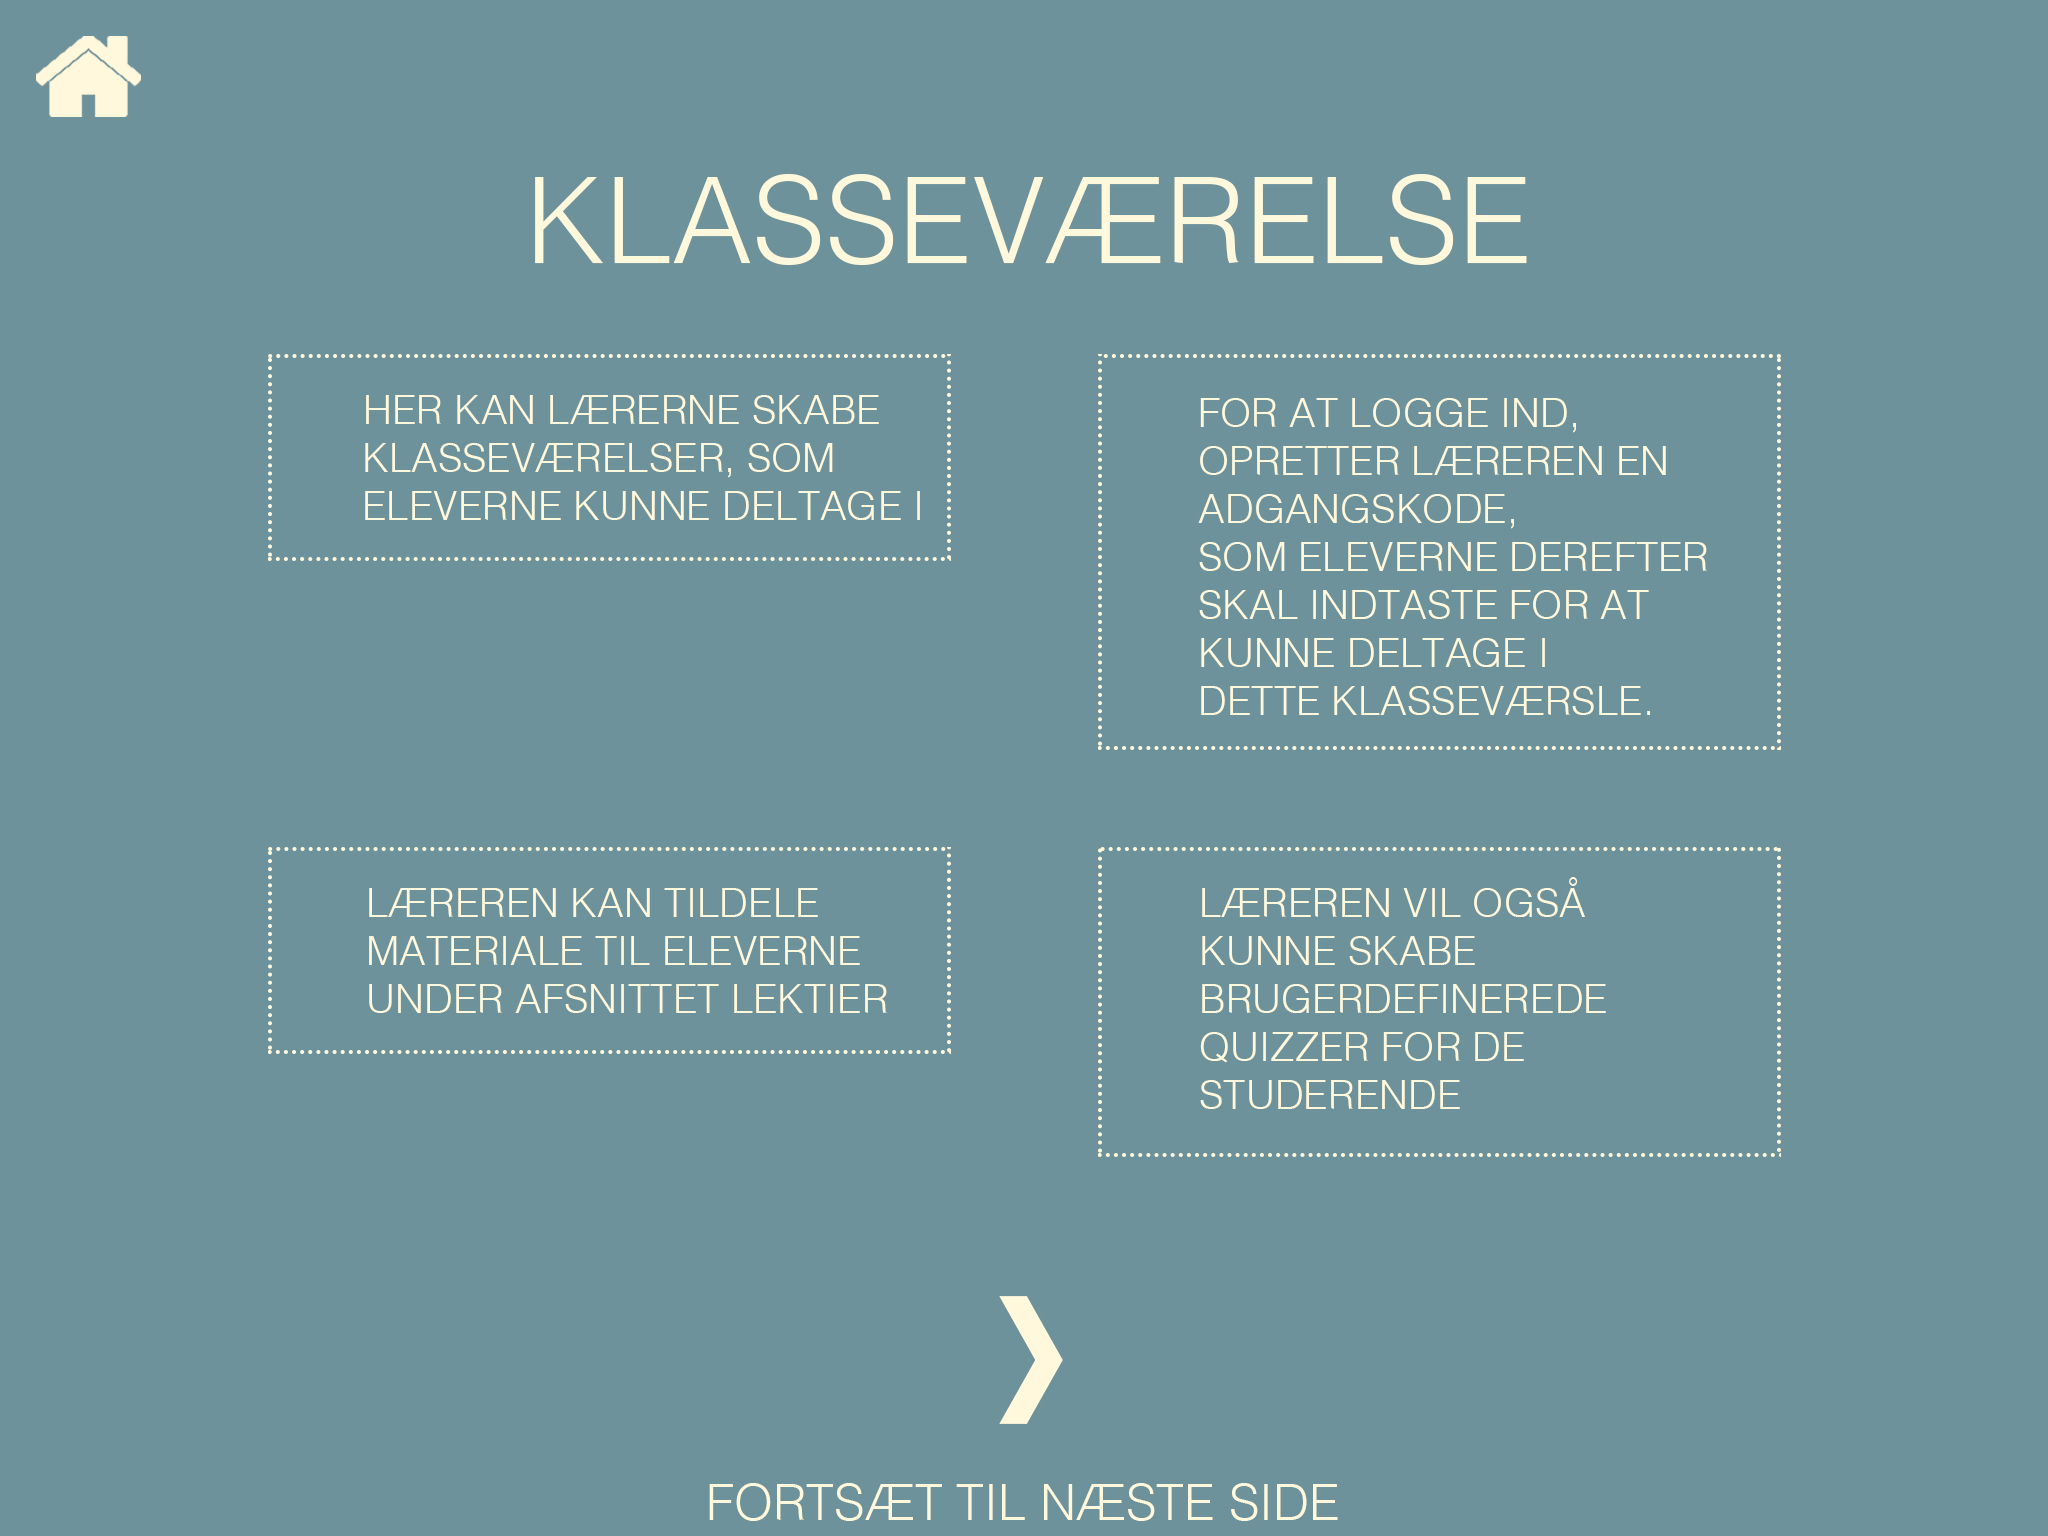 KLASSEVÆRELSE
HER KAN LÆRERNE SKABE
KLASSEVÆRELSER, SOM
ELEVERNE KUNNE DELTAGE I
FOR AT LOGGE IND,
OPRETTER LÆREREN EN
ADGANGSKODE,
SOM ELEVERNE DEREFTER
SKAL INDTASTE FOR AT
KUNNE DELTAGE I
DETTE KLASSEVÆRSLE.
LÆREREN KAN TILDELE
MATERIALE TIL ELEVERNE
UNDER AFSNITTET LEKTIER
LÆREREN VIL OGSÅ
KUNNE SKABE
BRUGERDEFINEREDE
QUIZZER FOR DE
STUDERENDE
FORTSÆT TIL NÆSTE SIDE